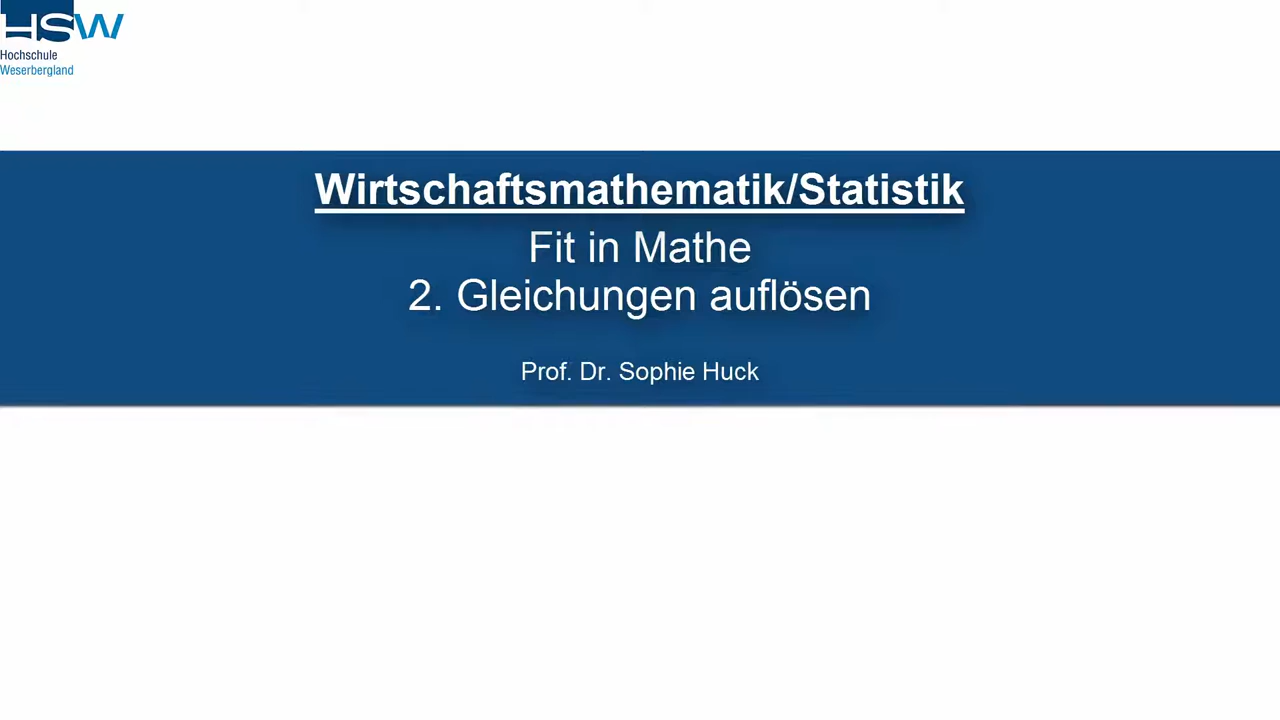 HSW
Hochschule
Weserbergland
Wirtschaftsmathematik/Statistik
Fit in Mathe
2. Gleichungen auflösen
Prof. Dr. Sophie Huck